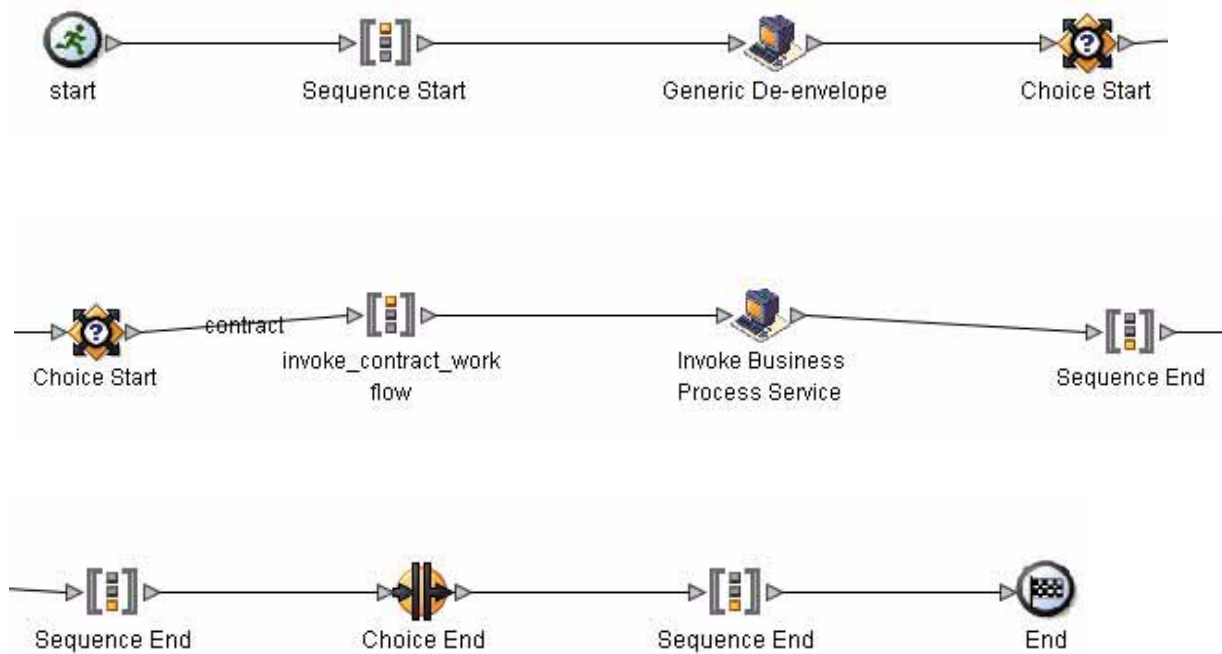 start
Sequence Start
Generic De-envelope
Choice Start
contract
Choice Start
invoke_contract_work
flow
Invoke Business
Process Service
Sequence End
Sequence End
Choice End
Sequence End
End